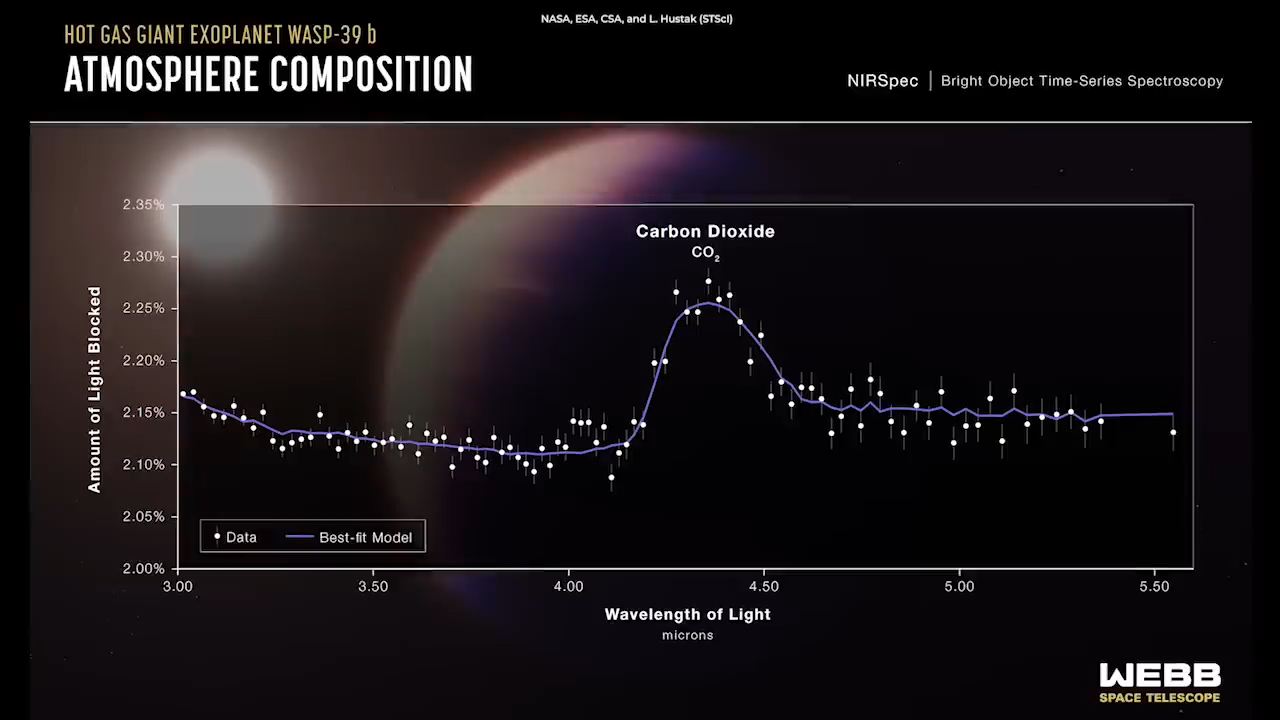 NASA, ESA, CSA, and L. Hustak (STScI)
HOT GAS GIANT EXOPLANET WASP-39 b
ATMOSPHERE COMPOSITION
NIRSpec | Bright Object Time-Series Spectroscopy
Carbon Dioxide
CO₂
Amount of Light Blocked
2.35%
2.30%
2.25%
2.20%
2.15%
2.10%
2.05%
2.00%
Data
Best-fit Model
3.00 3.50 4.00 4.50 5.00 5.50
Wavelength of Light
microns
WEBB
SPACE TELESCOPE